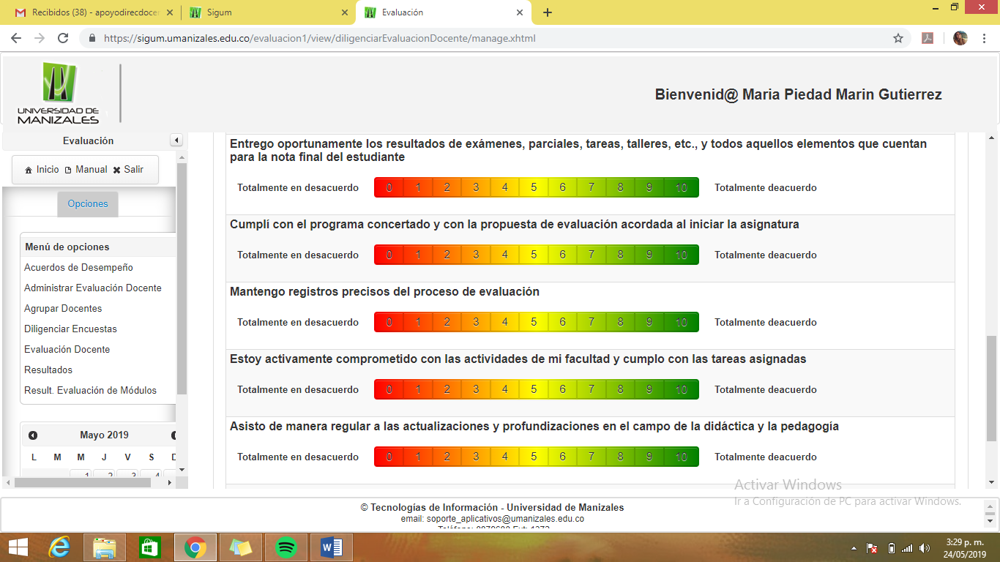 Recibidos (38) - apoyodirecdocen
Sigum
Evaluación
https://sigum.umanizales.edu.co/evaluacion1/view/diligenciarEvaluacionDocente/manage.xhtml
UNIVERSIDAD DE
MANIZALES
Bienvenid@ Maria Piedad Marin Gutierrez
Evaluación
Inicio Manual Salir
Opciones
Menú de opciones
Acuerdos de Desempeño
Administrar Evaluación Docente
Agrupar Docentes
Diligenciar Encuestas
Evaluación Docente
Resultados
Result. Evaluación de Módulos
Mayo 2019
L M M J V S D
1 2 3 4
Entrego oportunamente los resultados de exámenes, parciales, tareas, talleres, etc., y todos aquellos elementos que cuentan
para la nota final del estudiante
Totalmente en desacuerdo 0 1 2 3 4 5 6 7 8 9 10 Totalmente deacuerdo
Cumplí con el programa concertado y con la propuesta de evaluación acordada al iniciar la asignatura
Totalmente en desacuerdo 0 1 2 3 4 5 6 7 8 9 10 Totalmente deacuerdo
Mantengo registros precisos del proceso de evaluación
Totalmente en desacuerdo 0 1 2 3 4 5 6 7 8 9 10 Totalmente deacuerdo
Estoy activamente comprometido con las actividades de mi facultad y cumplo con las tareas asignadas
Totalmente en desacuerdo 0 1 2 3 4 5 6 7 8 9 10 Totalmente deacuerdo
Asisto de manera regular a las actualizaciones y profundizaciones en el campo de la didáctica y la pedagogía
Totalmente en desacuerdo 0 1 2 3 4 5 6 7 8 9 10 Totalmente deacuerdo
Activar Windows
Ir a Configuración de PC para activar Windows.
© Tecnologías de Información - Universidad de Manizales
email: soporte_aplicativos@umanizales.edu.co
3:29 p. m.
24/05/2019